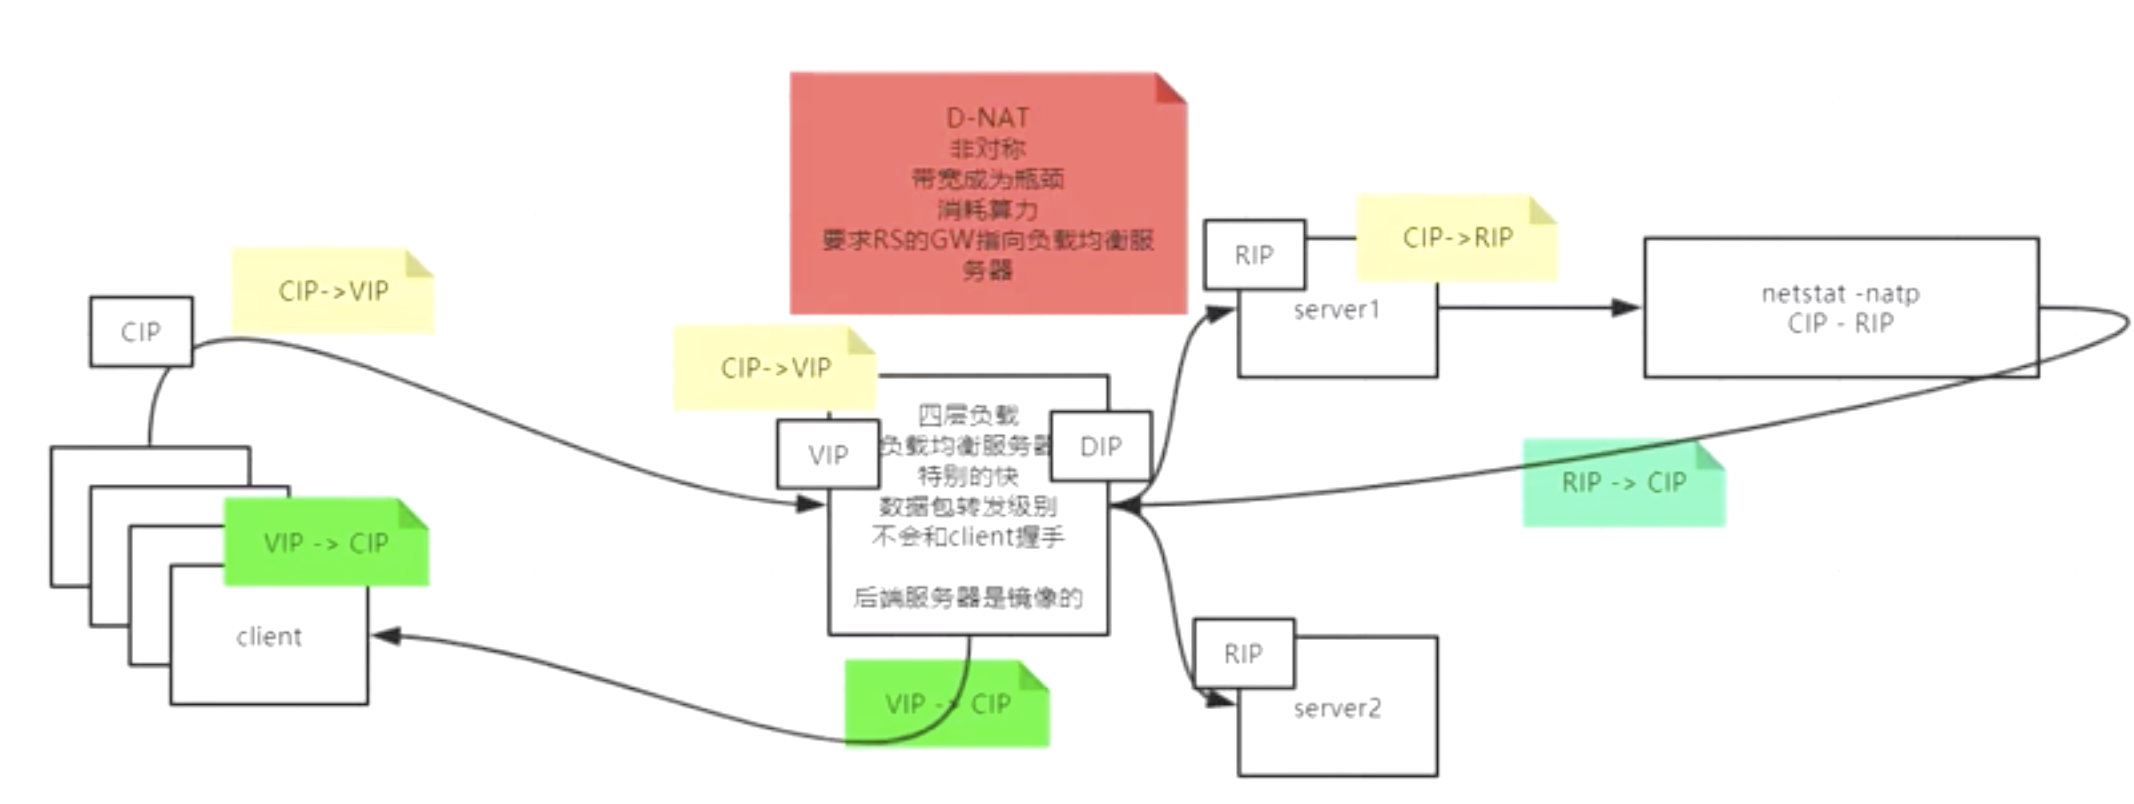 D-NAT
非对称
带宽成为瓶颈
消耗算力
要求RS的GW指向负载均衡服
务器
CIP->VIP
CIP
CIP->VIP
VIP
四层负载
负载均衡服务器
特别的快
数据包转发级别
不会和client握手
后端服务器是镜像的
DIP
RIP
CIP->RIP
server1
netstat -natp
CIP - RIP
RIP -> CIP
VIP -> CIP
client
VIP -> CIP
RIP
server2